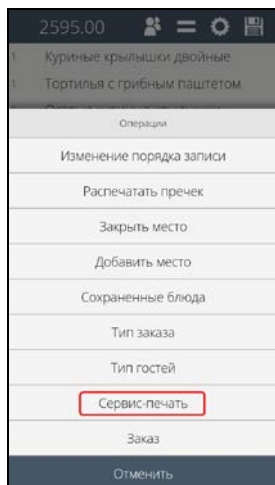 2595.00
1 Куриные крылышки двойные
1 Тортилья с грибным паштетом
Операции
Изменение порядка записи
Распечатать пречек
Закрыть место
Добавить место
Сохраненные блюда
Тип заказа
Тип гостей
Сервис-печать
Заказ
Отменить